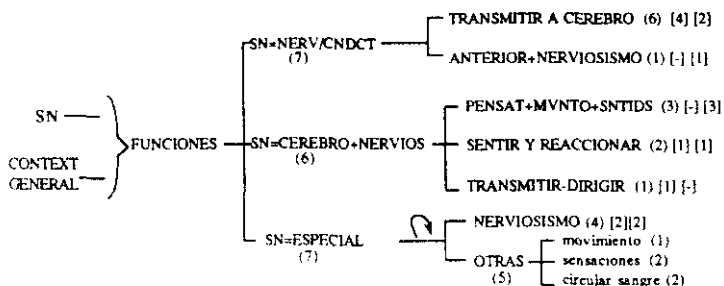 TRANSMITIR A CEREBRO (6) [4] [2]
SN=NERV/CNDCT
(7)
ANTERIOR+NERVIOSISMO (1) [-] [1]
PENSAT+MVNTO+SNTIDS (3) [-] [3]
SN
FUNCIONES
SN=CEREBRO+NERVIOS
(6)
SENTIR Y REACCIONAR (2) [1] [1]
CONTEXT
GENERAL
TRANSMITIR-DIRIGIR (1) [1] [-]
NERVIOSISMO (4) [2][2]
SN=ESPECIAL
(7)
movimiento (1)
OTRAS
(5)
sensaciones (2)
circular sangre (2)